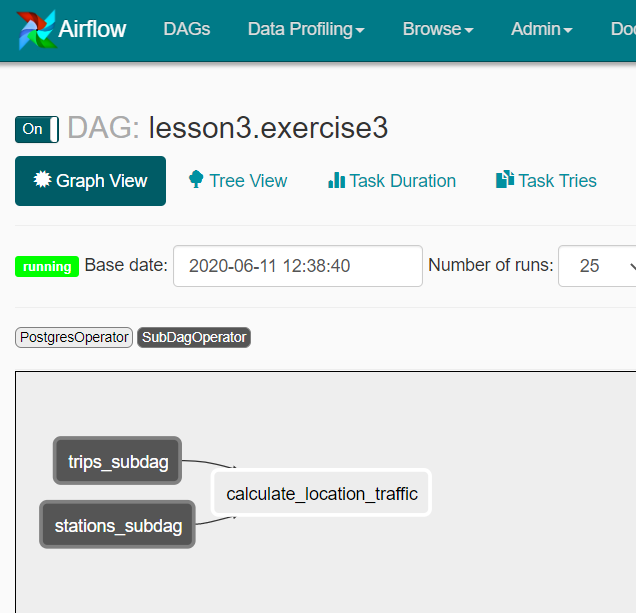 Airflow DAGs Data Profiling Browse Admin
On DAG: lesson3.exercise3
Graph View Tree View Task Duration Task Tries
running Base date: 2020-06-11 12:38:40 Number of runs: 25
PostgresOperator SubDagOperator
trips_subdag
calculate_location_traffic
stations_subdag